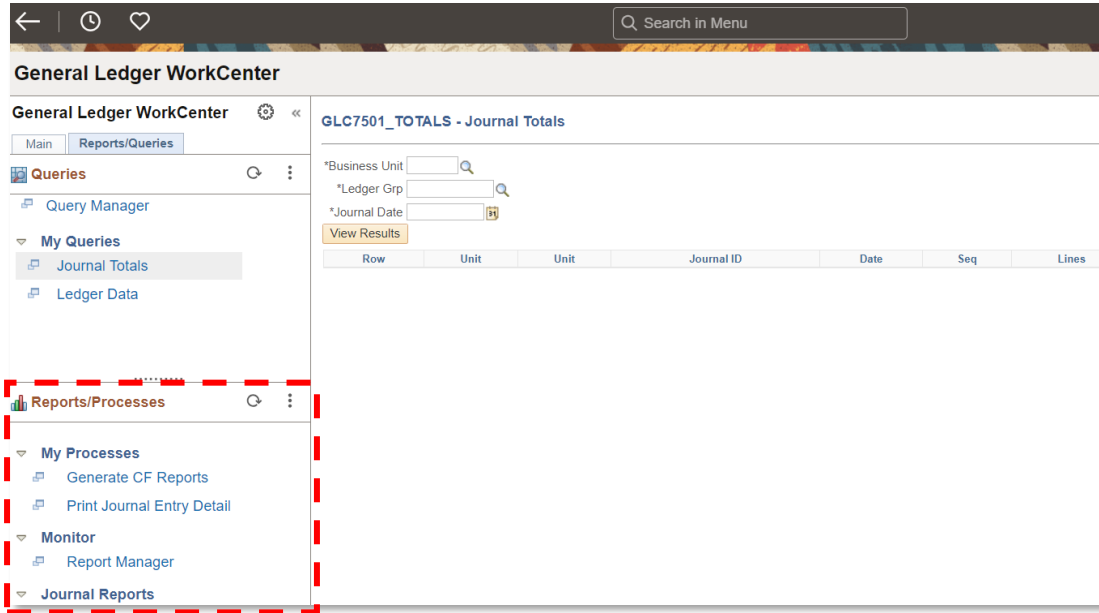 Search in Menu
General Ledger WorkCenter
General Ledger WorkCenter «
Main Reports/Queries
Queries
Query Manager
My Queries
Journal Totals
Ledger Data
Reports/Processes
My Processes
Generate CF Reports
Print Journal Entry Detail
Monitor
Report Manager
Journal Reports
GLC7501_TOTALS - Journal Totals
*Business Unit
*Ledger Grp
*Journal Date
31
View Results
Row Unit Unit Journal ID Date Seq Lines